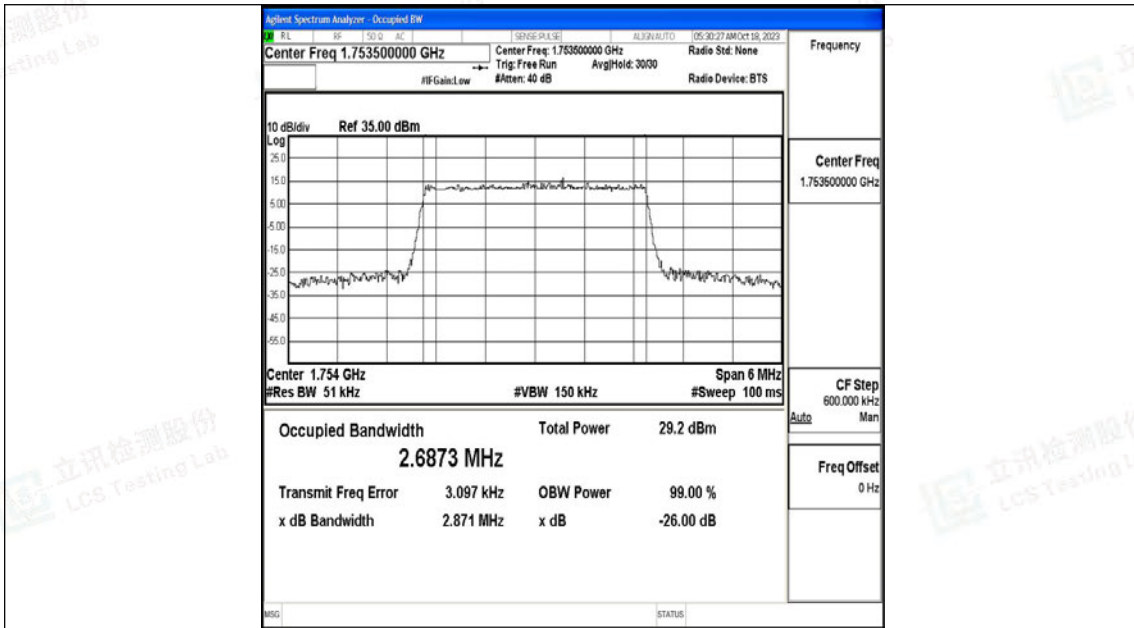 Agilent Spectrum Analyzer - Occupied BW
RL RF 50 Ω AC SENSE:PULSE ALIGNAUTO 05:30:27 AM Oct 18, 2023
Center Freq 1.753500000 GHz
Center Freq: 1.753500000 GHz
Radio Std: None
Trig: Free Run
Avg|Hold: 30/30
#IFGain:Low
#Atten: 40 dB
Radio Device: BTS
10 dB/div
Ref 35.00 dBm
Log
25.0
15.0
5.00
-5.00
-15.0
-25.0
-35.0
-45.0
-55.0
Center 1.754 GHz
Span 6 MHz
#Res BW 51 kHz
#VBW 150 kHz
#Sweep 100 ms
Occupied Bandwidth
Total Power
29.2 dBm
2.6873 MHz
Transmit Freq Error
3.097 kHz
OBW Power
99.00 %
x dB Bandwidth
2.871 MHz
x dB
-26.00 dB
MSG
STATUS
Frequency
Center Freq
1.753500000 GHz
CF Step
600.000 kHz
Auto Man
Freq Offset
0 Hz
立讯检测股份
LCS Testing Lab
立讯检测股份
LCS Testing L
测股份
sting Lab
立